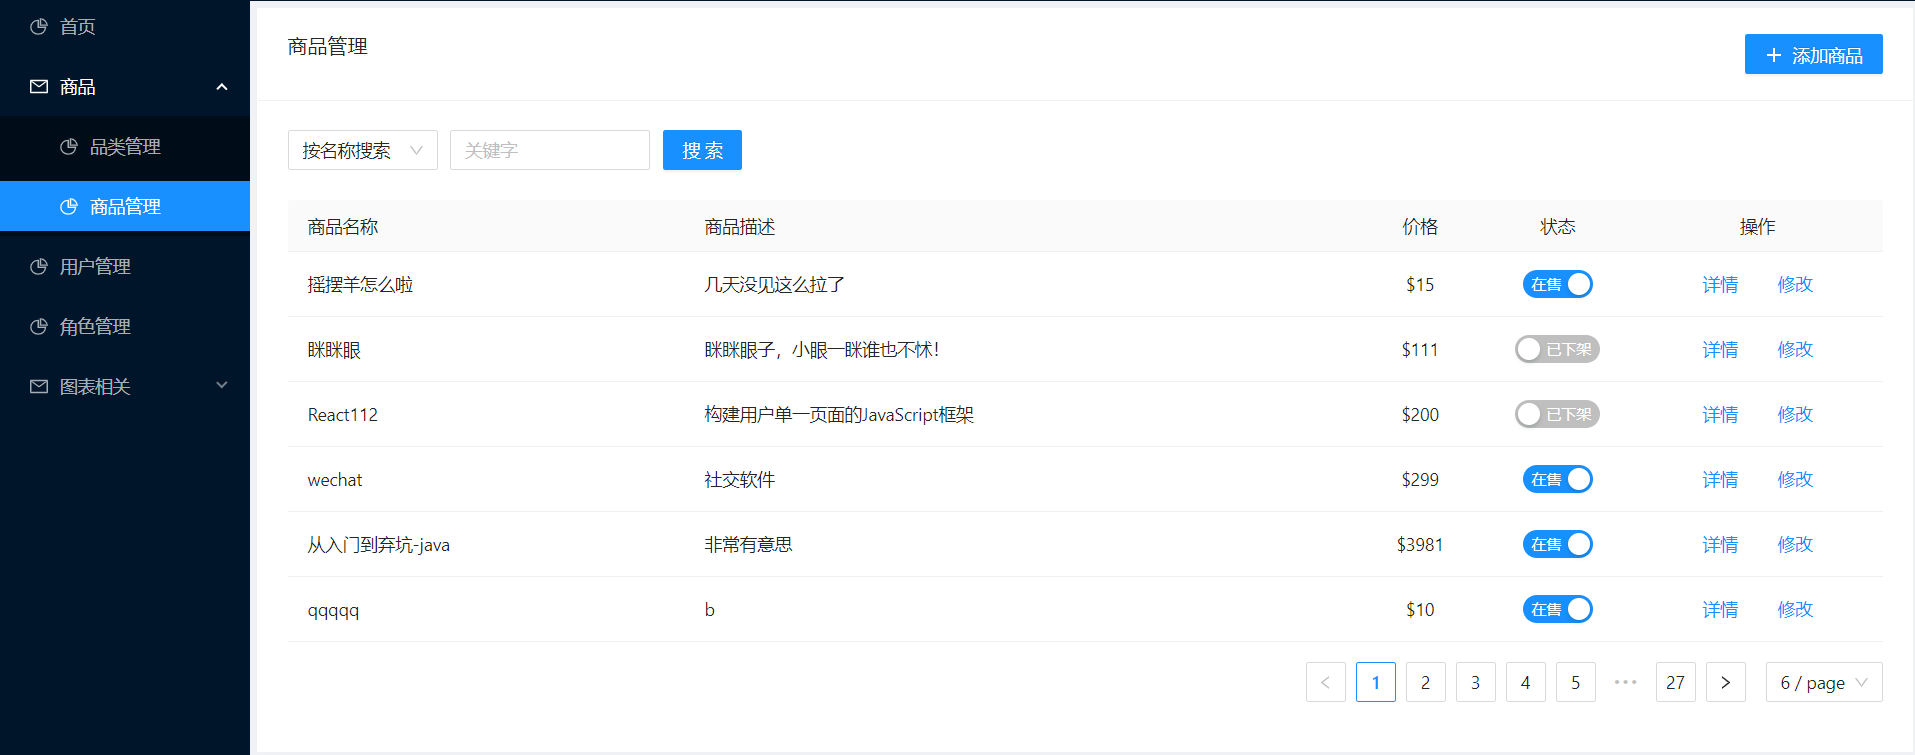 首页
商品
品类管理
商品管理
用户管理
角色管理
图表相关
商品管理
添加商品
按名称搜索 关键字 搜 索
商品名称 商品描述 价格 状态 操作
摇摆羊怎么啦 几天没见这么拉了 $15 在售 详情 修改
眯眯眼 眯眯眼子，小眼一眯谁也不怵！ $111 已下架 详情 修改
React112 构建用户单一页面的JavaScript框架 $200 已下架 详情 修改
wechat 社交软件 $299 在售 详情 修改
从入门到弃坑-java 非常有意思 $3981 在售 详情 修改
qqqqq b $10 在售 详情 修改
1 2 3 4 5 ••• 27 6 / page